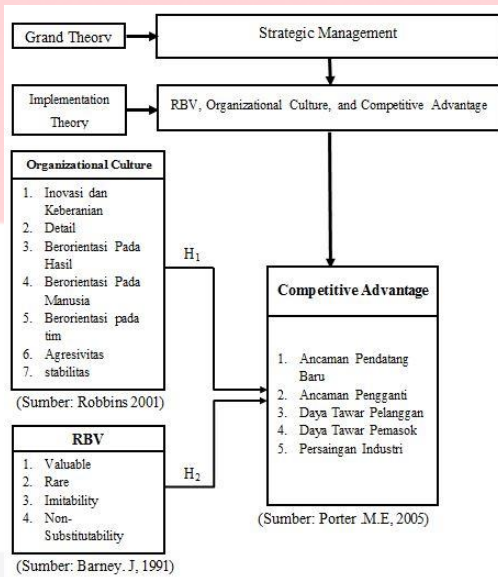 Grand Theory
Strategic Management
Implementation
Theory
RBV, Organizational Culture, and Competitive Advantage
Organizational Culture
1. Inovasi dan
Keberanian
2. Detail
3. Berorientasi Pada
Hasil
4. Berorientasi Pada
Manusia
5. Berorientasi pada
tim
6. Agresivitas
7. stabilitas
(Sumber: Robbins 2001)
H1
RBV
1. Valuable
2. Rare
3. Imitability
4. Non-
Substitutability
(Sumber: Barney. J, 1991)
H2
Competitive Advantage
1. Ancaman Pendatang
Baru
2. Ancaman Pengganti
3. Daya Tawar Pelanggan
4. Daya Tawar Pemasok
5. Persaingan Industri
(Sumber: Porter .M.E, 2005)